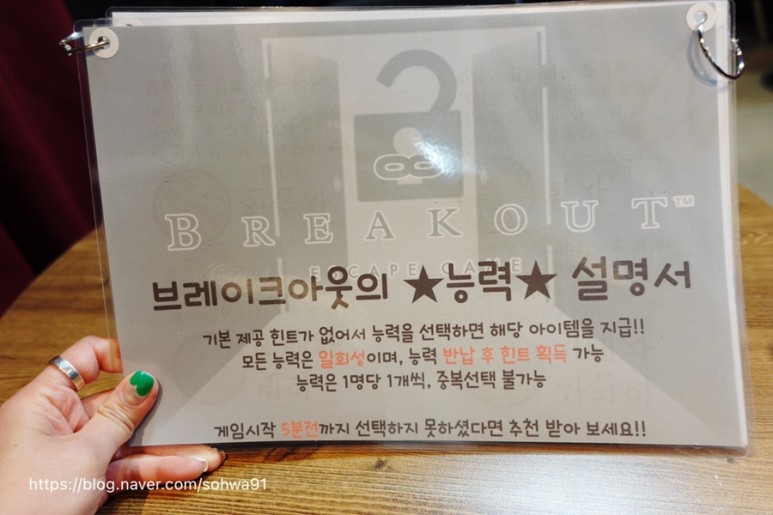 BREAKOUT™
ESCAPE GAME
브레이크아웃의 ★능력★ 설명서
기본 제공 힌트가 없어서 능력을 선택하면 해당 아이템을 지급!!
모든 능력은 일회성이며, 능력 반납 후 힌트 획득 가능
능력은 1명당 1개씩, 중복선택 불가능
게임시작 5분전까지 선택하지 못하셨다면 추천 받아 보세요!!
https://blog.naver.com/sohwa91